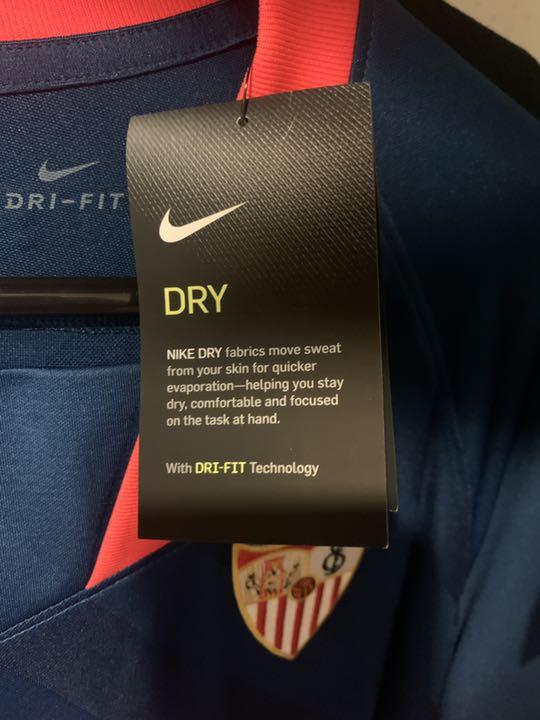 DRI-FIT
DRY
NIKE DRY fabrics move sweat
from your skin for quicker
evaporation—helping you stay
dry, comfortable and focused
on the task at hand.
With DRI-FIT Technology